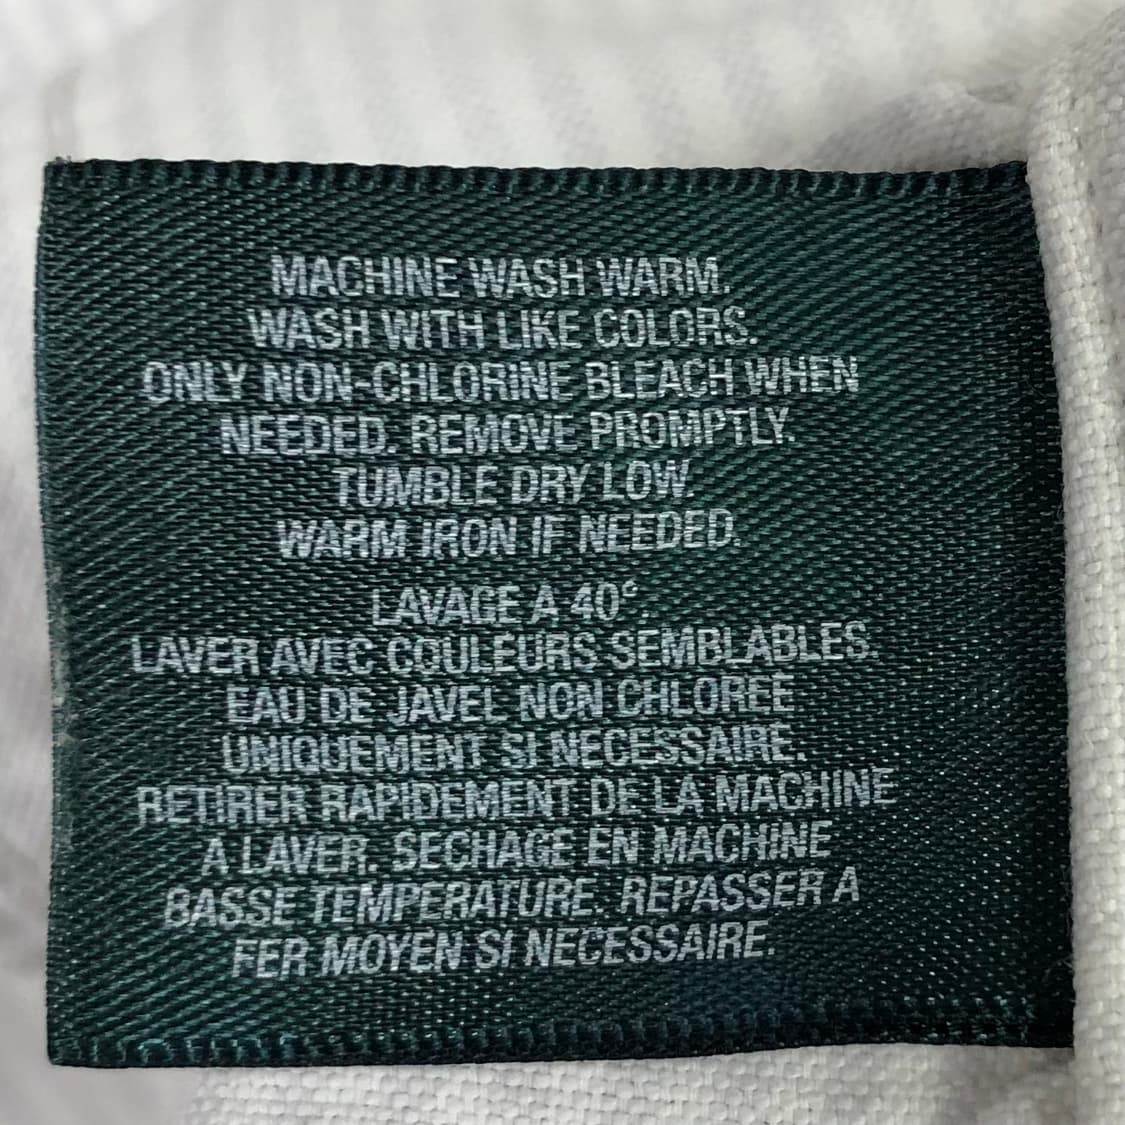 MACHINE WASH WARM.
WASH WITH LIKE COLORS.
ONLY NON-CHLORINE BLEACH WHEN
NEEDED. REMOVE PROMPTLY.
TUMBLE DRY LOW.
WARM IRON IF NEEDED.
LAVAGE A 40°.
LAVER AVEC COULEURS SEMBLABLES.
EAU DE JAVEL NON CHLOREE
UNIQUEMENT SI NECESSAIRE.
RETIRER RAPIDEMENT DE LA MACHINE
A LAVER. SECHAGE EN MACHINE
BASSE TEMPERATURE. REPASSER A
FER MOYEN SI NECESSAIRE.